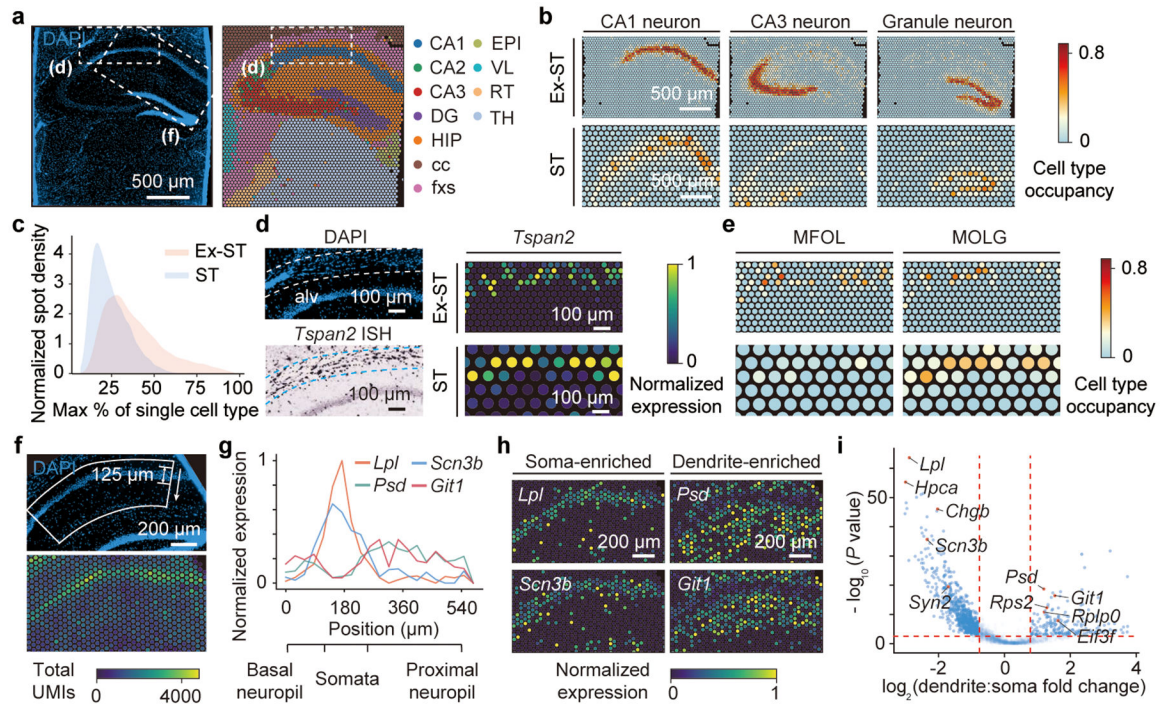 a
DAPI
(d)
(f)
500 µm
(d)
CA1
CA2
CA3
DG
HIP
cc
fxs
EPI
VL
RT
TH
b
CA1 neuron
CA3 neuron
Granule neuron
Ex-ST
500 µm
ST
500 µm
0.8
0
Cell type
occupancy
c
Normalized spot density
4
3
2
1
0
25
50
75
100
Max % of single cell type
Ex-ST
ST
d
DAPI
alv
100 µm
Tspan2 ISH
100 µm
Tspan2
Ex-ST
100 µm
ST
100 µm
1
0
Normalized
expression
e
MFOL
MOLG
0.8
0
Cell type
occupancy
f
DAPI
125 µm
200 µm
Total
UMIs
0
4000
g
Normalized expression
1
0
Lpl
Scn3b
Psd
Git1
0
180
360
540
Position (µm)
Basal
neuropil
Somata
Proximal
neuropil
h
Soma-enriched
Dendrite-enriched
Lpl
200 µm
Psd
200 µm
Scn3b
Git1
Normalized
expression
0
1
i
- log10 (P value)
50
0
Lpl
Hpca
Chgb
Scn3b
Syn2
Psd
Git1
Rps2
Rplp0
Eif3f
-2
0
2
4
log2(dendrite:soma fold change)